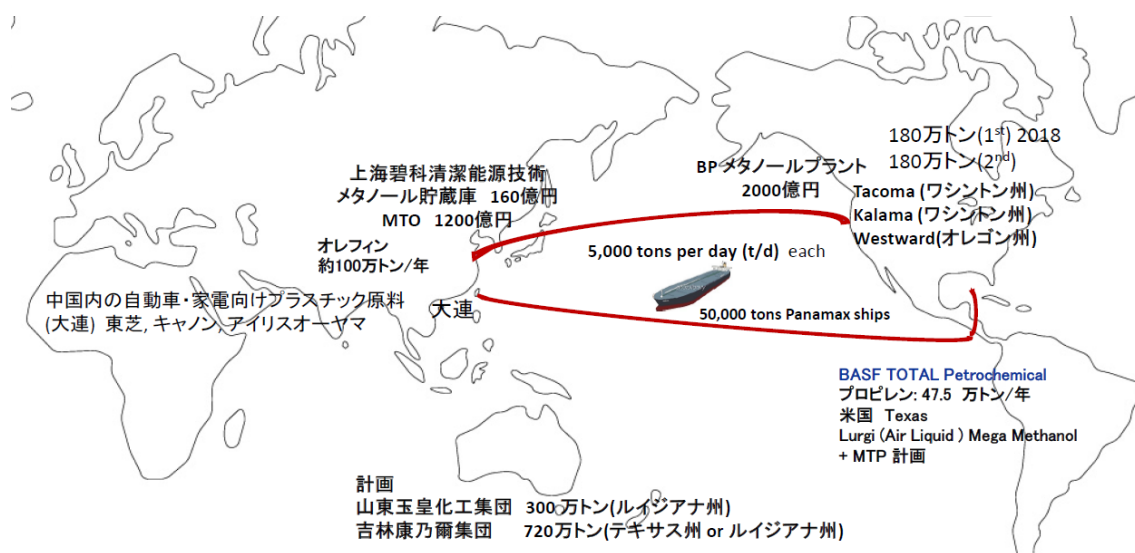 180万トン(1st) 2018
180万トン(2nd)
上海碧科清潔能源技術
メタノール貯蔵庫 160億円
MTO 1200億円
BP メタノールプラント
2000億円
Tacoma (ワシントン州)
Kalama (ワシントン州)
Westward(オレゴン州)
オレフィン
約100万トン/年
5,000 tons per day (t/d) each
中国内の自動車・家電向けプラスチック原料
(大連) 東芝, キャノン, アイリスオーヤマ
大連
50,000 tons Panamax ships
BASF TOTAL Petrochemical
プロピレン: 47.5 万トン/年
米国 Texas
Lurgi (Air Liquid ) Mega Methanol
+ MTP 計画
計画
山東玉皇化工集団 300 万トン(ルイジアナ州)
吉林康乃爾集団 720万トン(テキサス州 or ルイジアナ州)